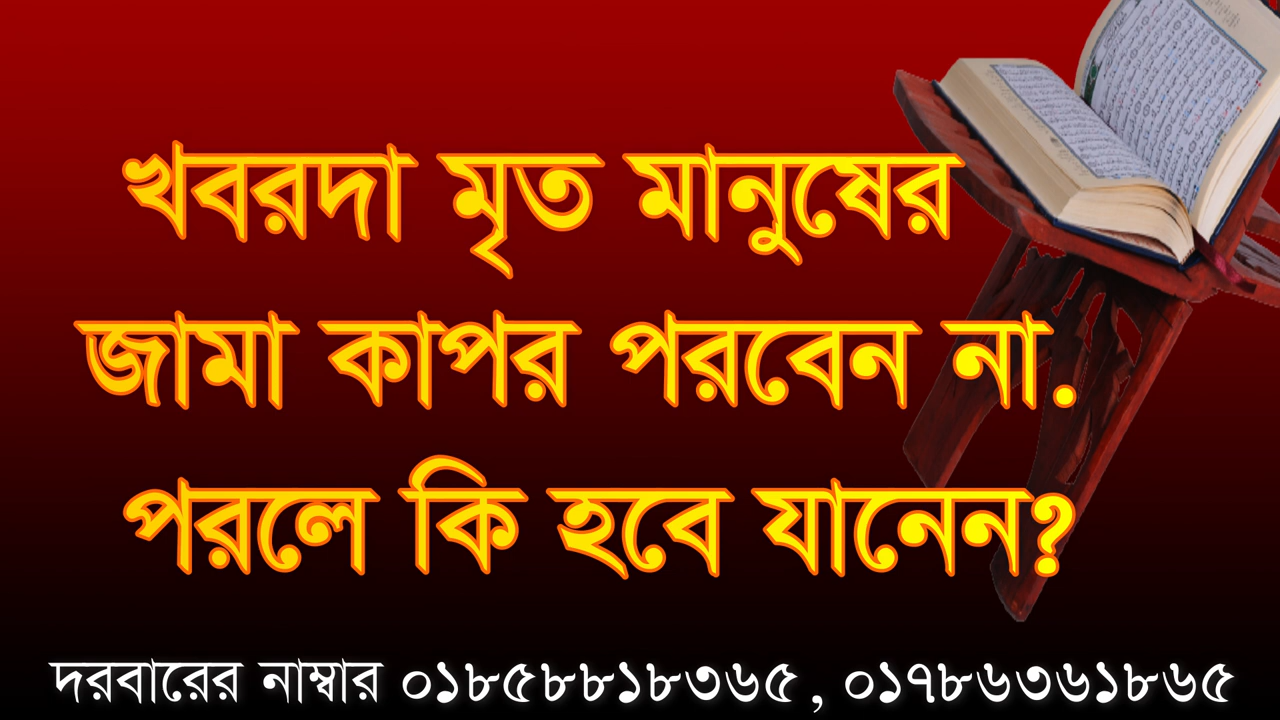 খবরদা মৃত মানুষের
জামা কাপর পরবেন না.
পরলে কি হবে যানেন?
দরবারের নাম্বার ০১৮৫৮৮১৮৩৬৫, ০১৭৮৬৩৬১৮৬৫